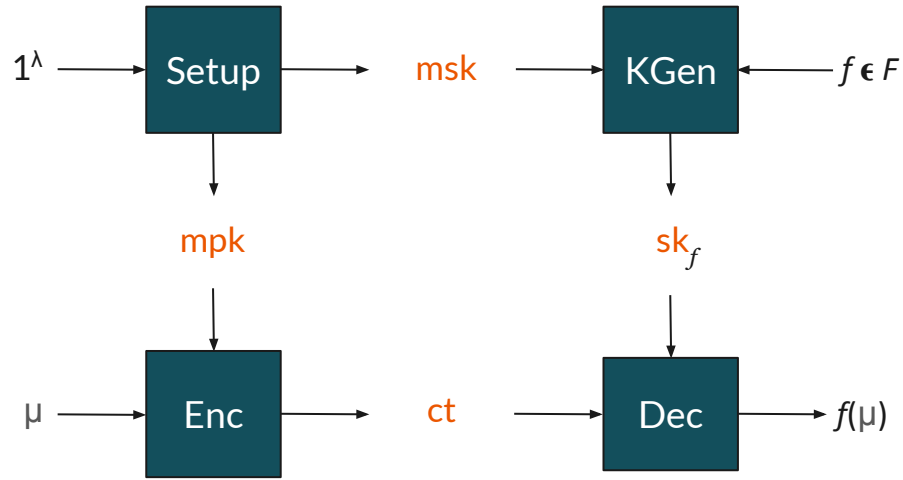 1^λ Setup msk KGen f ϵ F
mpk sk_f
μ Enc ct Dec f(μ)